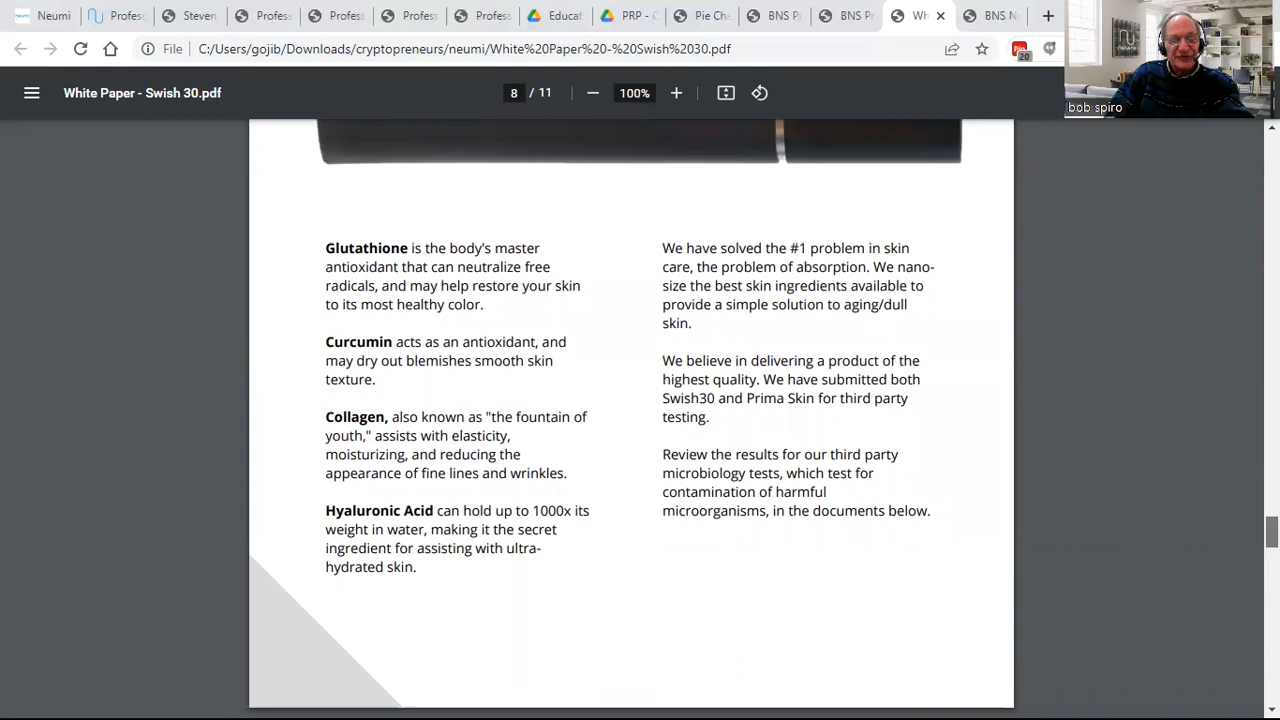 Neumi
Profess
Steven
Profess
Profess
Profess
Profess
Educat
PRP - C
Pie Cha
BNS P
BNS Pr
Wh
BNS N
File
C:/Users/gojib/Downloads/cryptopreneurs/neumi/White%20Paper%20-%20Swish%2030.pdf
20
White Paper - Swish 30.pdf
8 / 11
100%
bob spiro
Glutathione is the body's master
antioxidant that can neutralize free
radicals, and may help restore your skin
to its most healthy color.
Curcumin acts as an antioxidant, and
may dry out blemishes smooth skin
texture.
Collagen, also known as "the fountain of
youth," assists with elasticity,
moisturizing, and reducing the
appearance of fine lines and wrinkles.
Hyaluronic Acid can hold up to 1000x its
weight in water, making it the secret
ingredient for assisting with ultra-
hydrated skin.
We have solved the #1 problem in skin
care, the problem of absorption. We nano-
size the best skin ingredients available to
provide a simple solution to aging/dull
skin.
We believe in delivering a product of the
highest quality. We have submitted both
Swish30 and Prima Skin for third party
testing.
Review the results for our third party
microbiology tests, which test for
contamination of harmful
microorganisms, in the documents below.